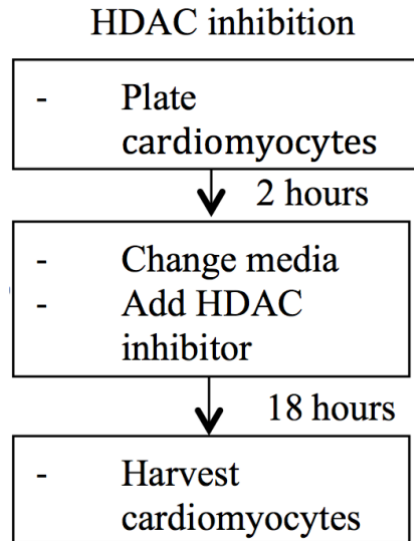 HDAC inhibition
- Plate
cardiomyocytes
2 hours
- Change media
- Add HDAC
inhibitor
18 hours
- Harvest
cardiomyocytes